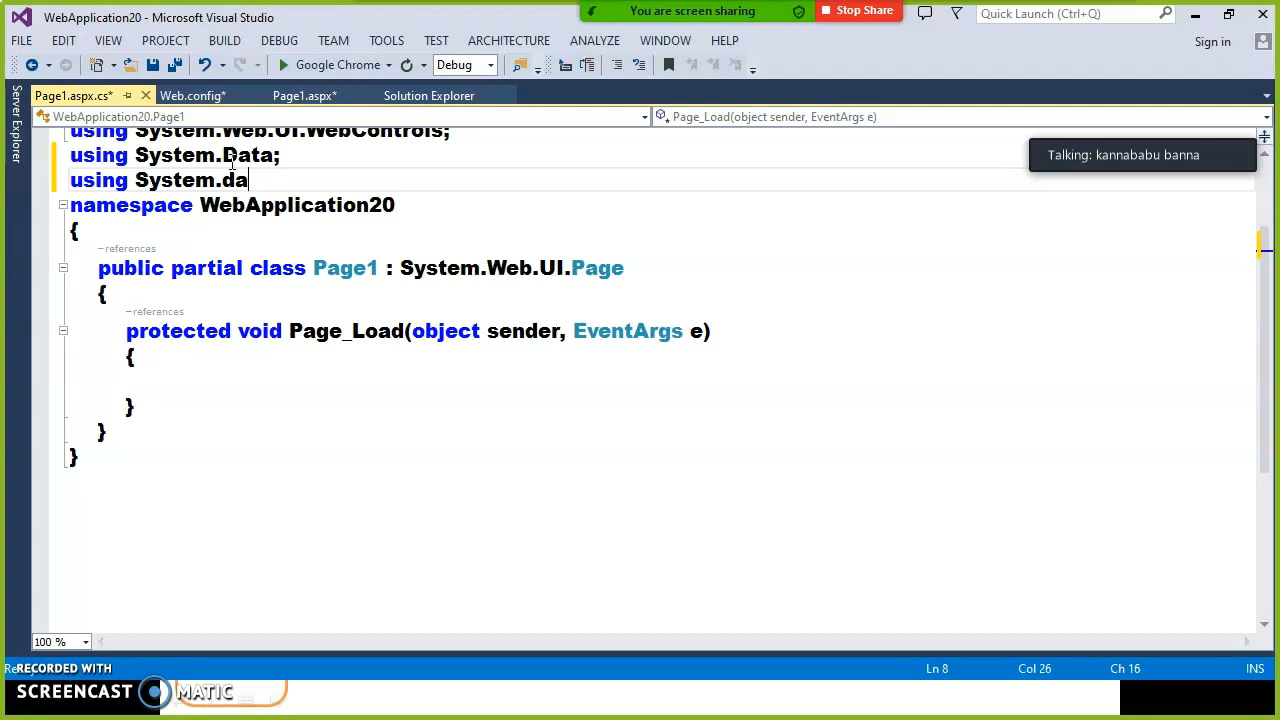 WebApplication20 - Microsoft Visual Studio
You are screen sharing
Stop Share
Quick Launch (Ctrl+Q)
FILE EDIT VIEW PROJECT BUILD DEBUG TEAM TOOLS TEST ARCHITECTURE ANALYZE WINDOW HELP
Sign in
Google Chrome
Debug
Server Explorer
Page1.aspx.cs*
Web.config*
Page1.aspx*
Solution Explorer
WebApplication20.Page1
Page_Load(object sender, EventArgs e)
Talking: kannababu banna
using System.Web.UI.WebControls;
using System.Data;
using System.da
namespace WebApplication20
{
– references
public partial class Page1 : System.Web.UI.Page
{
– references
protected void Page_Load(object sender, EventArgs e)
{
}
}
}
100 %
Ln 8
Col 26
Ch 16
INS
RECORDED WITH
SCREENCAST MATIC